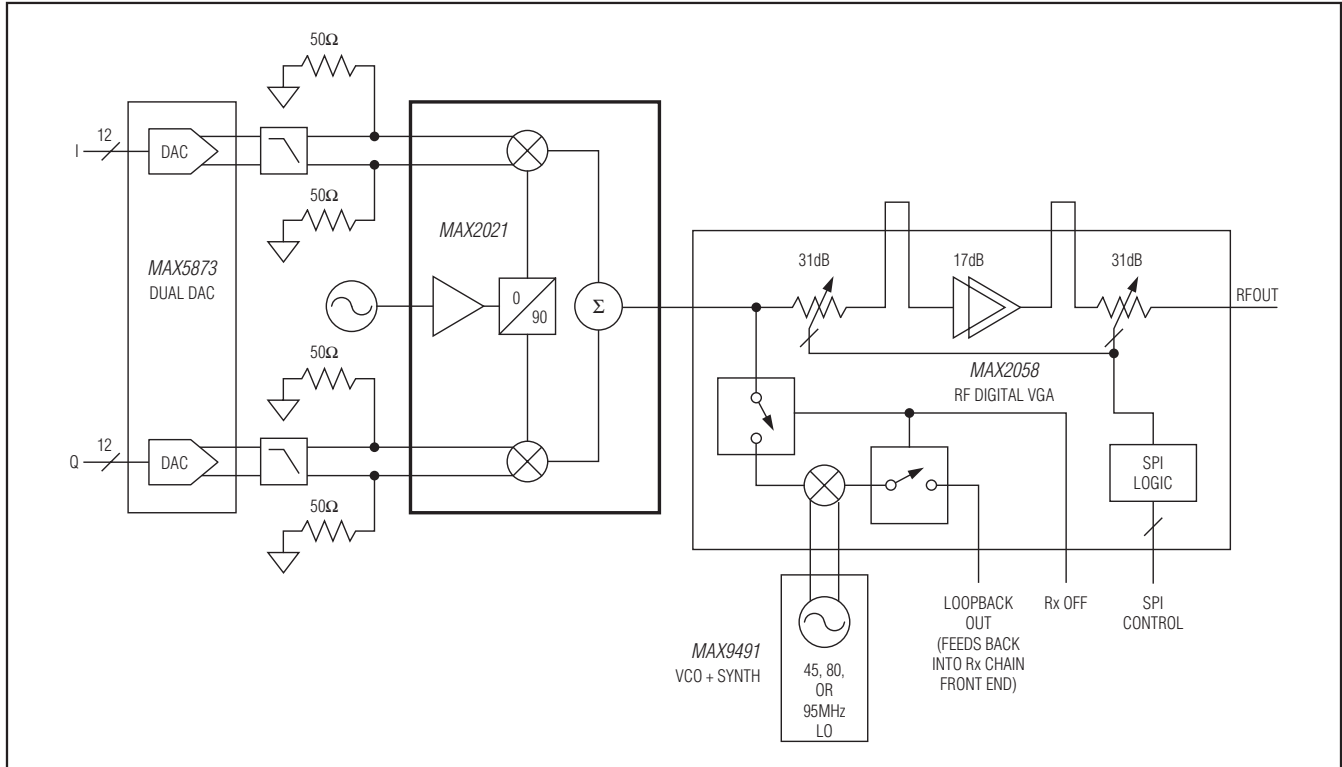 50Ω
12
I
DAC
50Ω
MAX5873
DUAL DAC
MAX2021
0
90
Σ
31dB
17dB
31dB
RFOUT
MAX2058
RF DIGITAL VGA
50Ω
12
Q
DAC
50Ω
SPI
LOGIC
MAX9491
VCO + SYNTH
45, 80,
OR
95MHz
LO
LOOPBACK
OUT
(FEEDS BACK
INTO Rx CHAIN
FRONT END)
Rx OFF
SPI
CONTROL